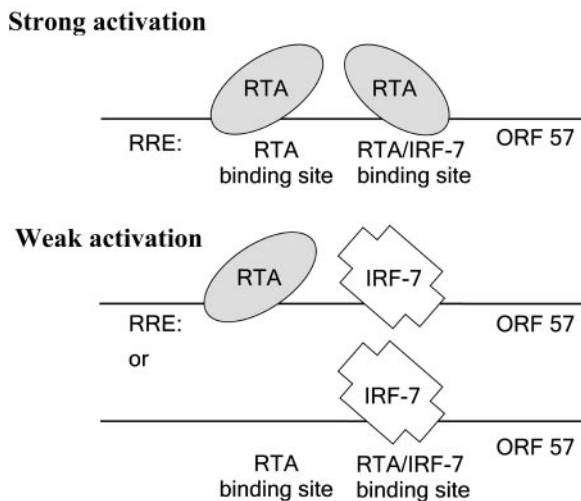 Strong activation
RTA RTA
RRE: RTA RTA/IRF-7 ORF 57
binding site binding site
Weak activation
RTA IRF-7
RRE: ORF 57
or
IRF-7
ORF 57
RTA RTA/IRF-7
binding site binding site